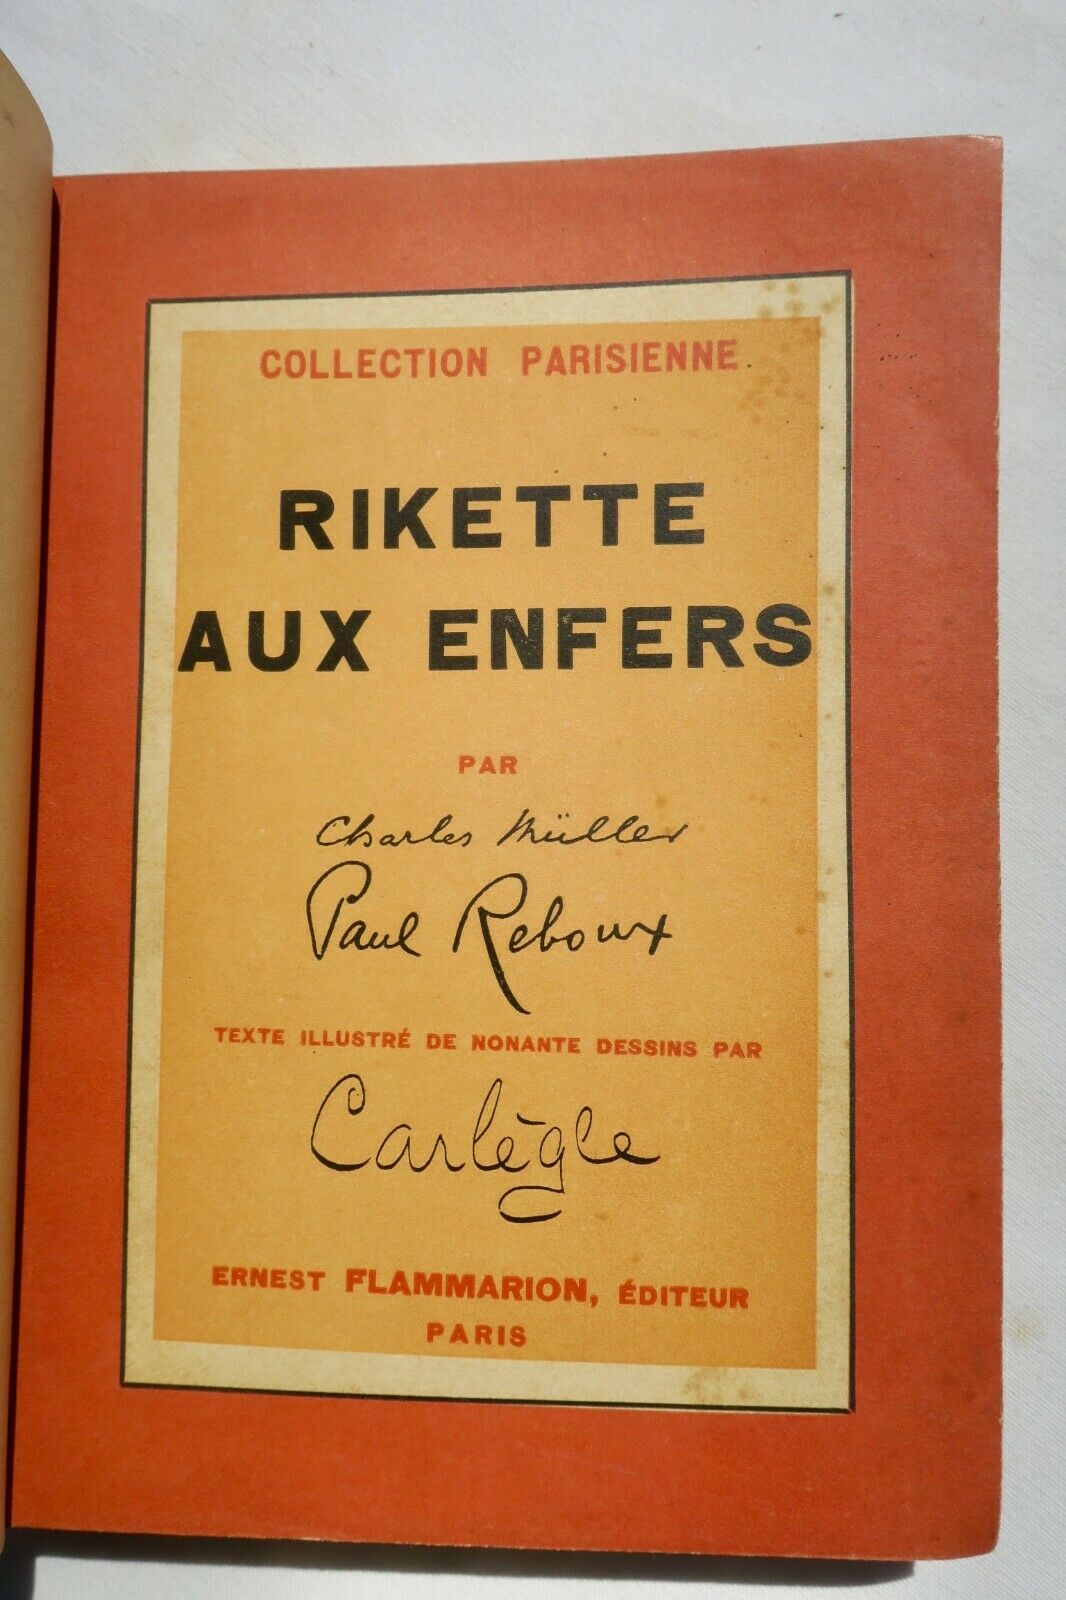 COLLECTION PARISIENNE
RIKETTE
AUX ENFERS
PAR
Charles Müller
Paul Reboux
TEXTE ILLUSTRÉ DE NONANTE DESSINS PAR
Carlègle
ERNEST FLAMMARION, ÉDITEUR
PARIS